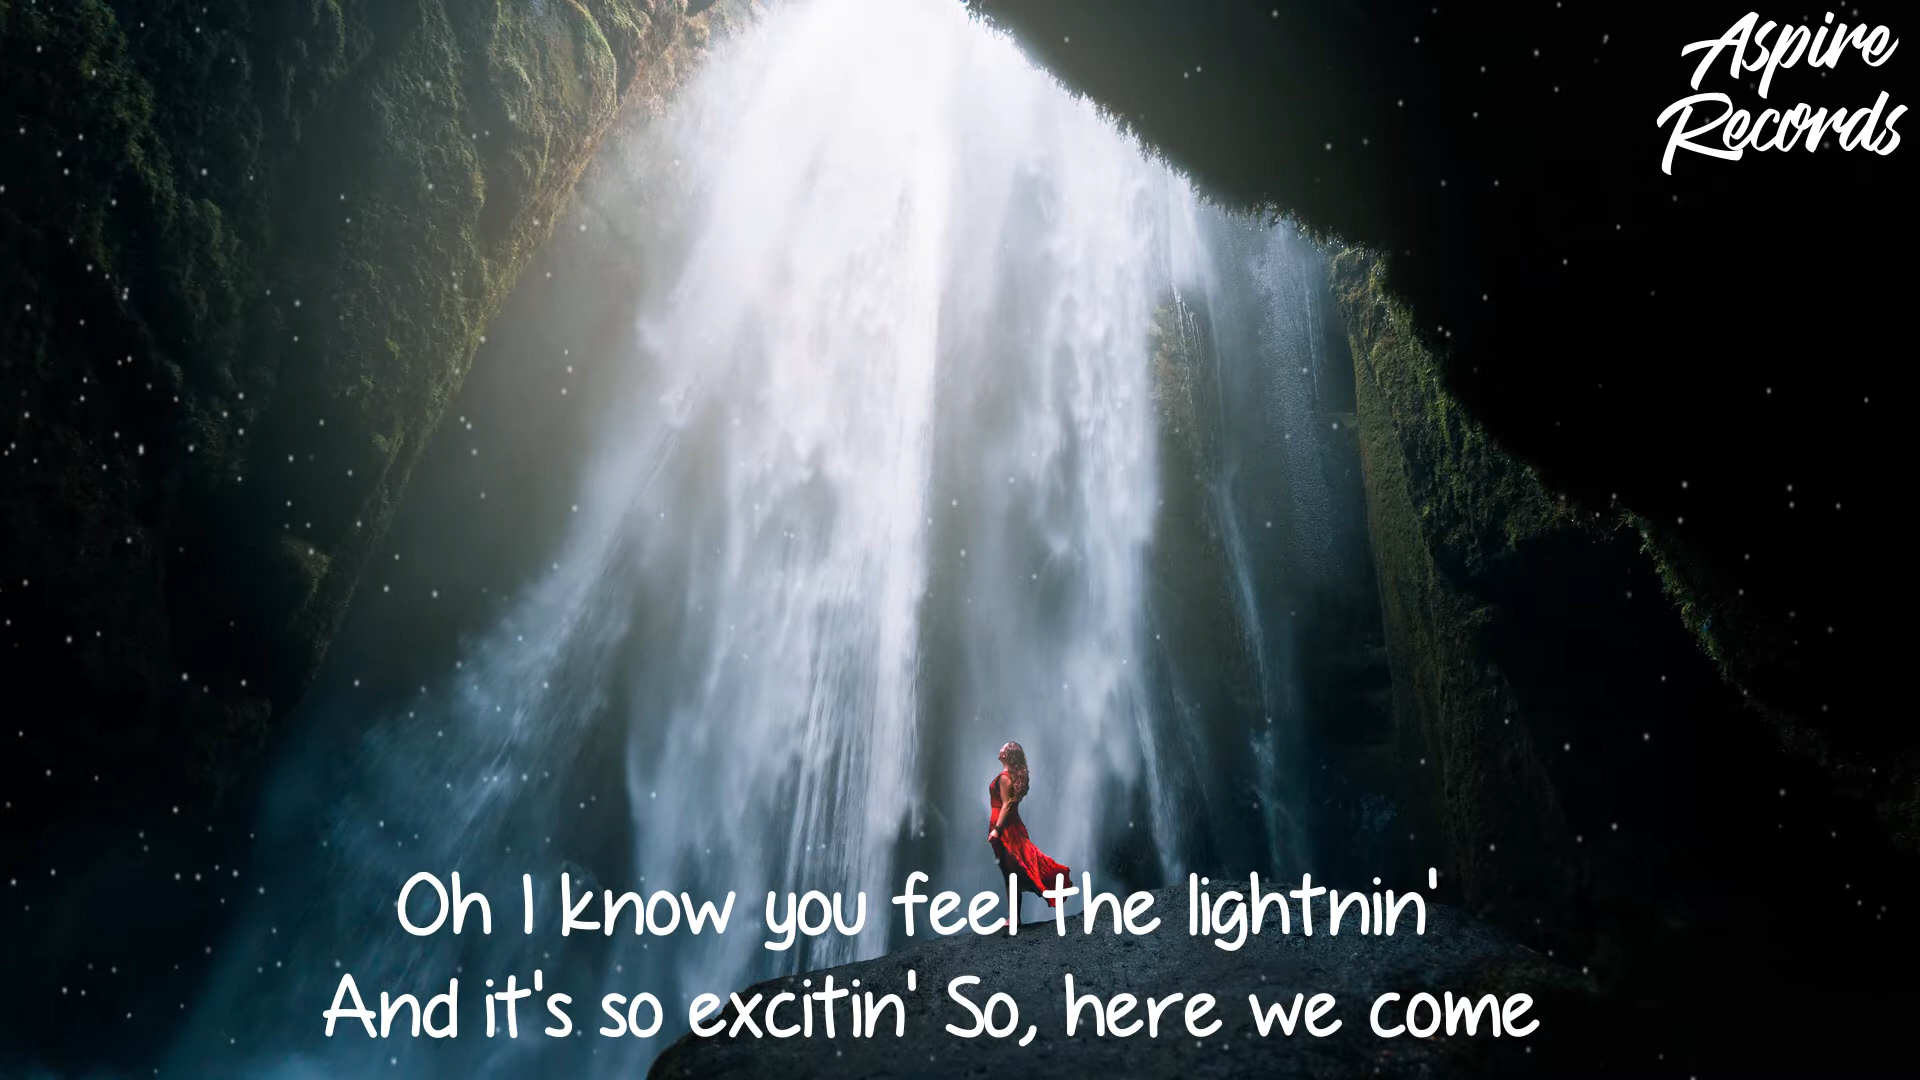 Aspire
Records
Oh I know you feel the lightnin'
And it's so excitin' So, here we come